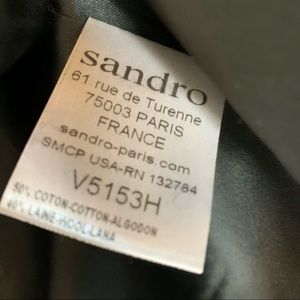 sandro
61 rue de Turenne
75003 PARIS
FRANCE
sandro-paris.com
SMCP USA-RN 132784
V5153H
COTON-COTTON-ALGODON
40% LAINE-WOOL-LANA